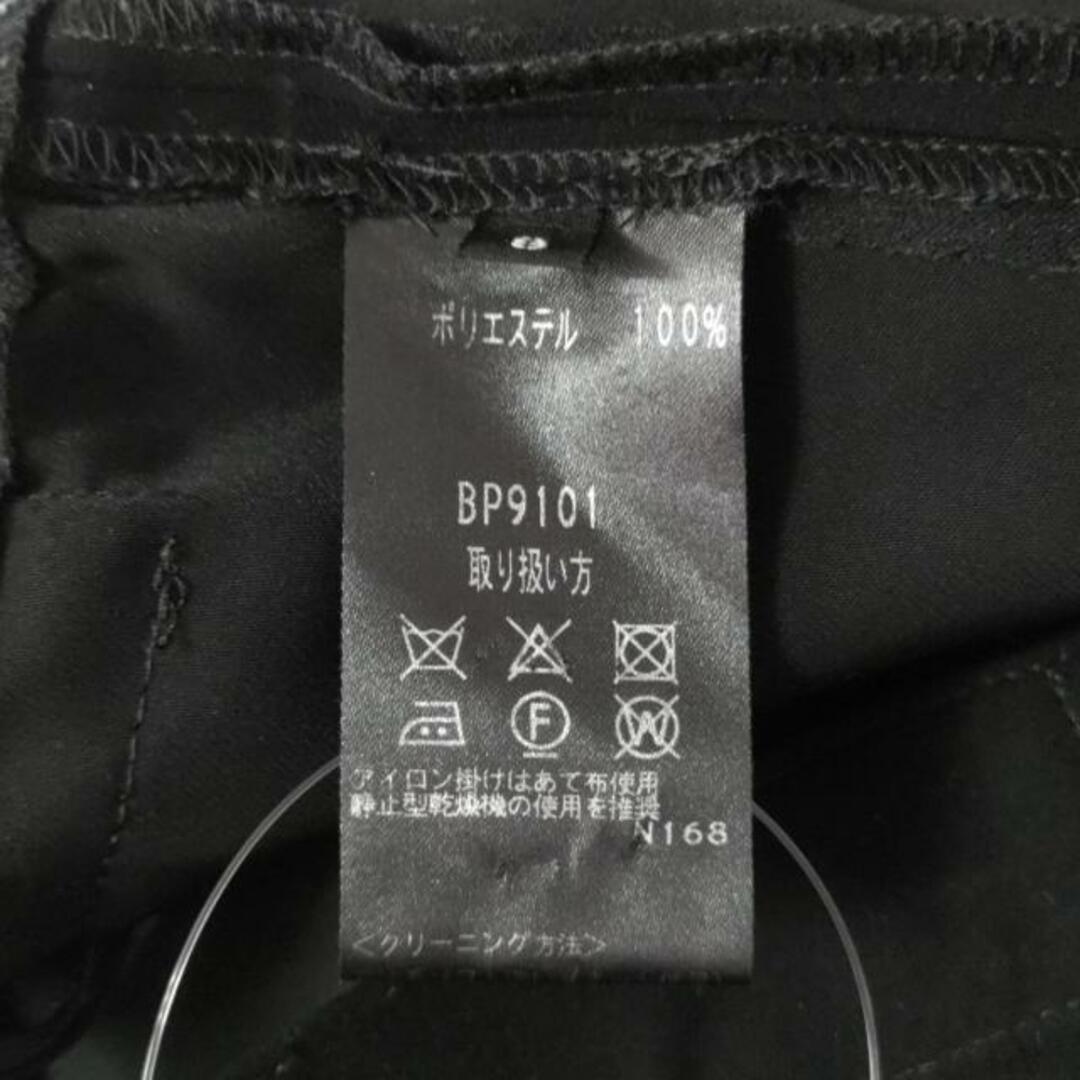 ポリエステル 100%
BP9101
取り扱い方
F W
アイロン掛けはあて布使用
静止型乾燥機の使用を推奨
N168
＜クリーニング方法＞